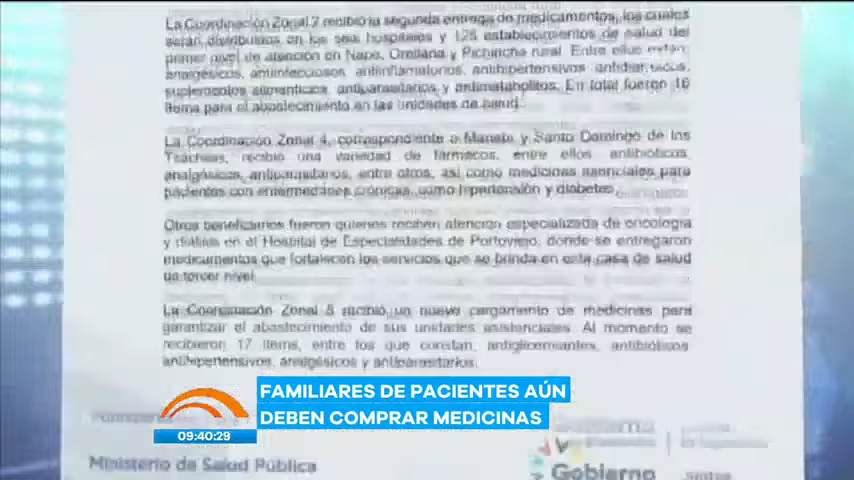 La Coordinación Zonal 2 recibió la segunda entrega de medicamentos, los cuales
serán distribuidos en los seis hospitales y 125 establecimientos de salud del
primer nivel de atención en Napo, Orellana y Pichincha rural. Entre ellos están:
analgésicos, antiinfecciosos antiinflamatorios, antihipertensivos antidiarreicos,
suplementos alimenticios, antiparasitarios y antimetabolitos. En total fueron 16
ítems para el abastecimiento en las unidades de salud.
La Coordinación Zonal 4, correspondiente a Manabí y Santo Domingo de los
Tsáchilas, recibió una variedad de fármacos, entre ellos antibióticos,
analgésicos, antiparasitarios, entre otros, así como medicinas esenciales para
pacientes con enfermedades crónicas, como hipertensión y diabetes.
Otros beneficiarios fueron quienes reciben atención especializada de oncología
y diálisis en el Hospital de Especialidades de Portoviejo, donde se entregaron
medicamentos que fortalecen los servicios que se brinda en esta casa de salud
de tercer nivel.
La Coordinación Zonal 8 recibió un nuevo cargamento de medicinas para
garantizar el abastecimiento de sus unidades asistenciales. Al momento se
recibieron 17 ítems, entre los que constan, antiglicemiantes, antibióticos
antihipertensivos, analgésicos y antiparasitarios.
FAMILIARES DE PACIENTES AÚN
DEBEN COMPRAR MEDICINAS
09:40:29
Ministerio de Salud Pública
Gobierno